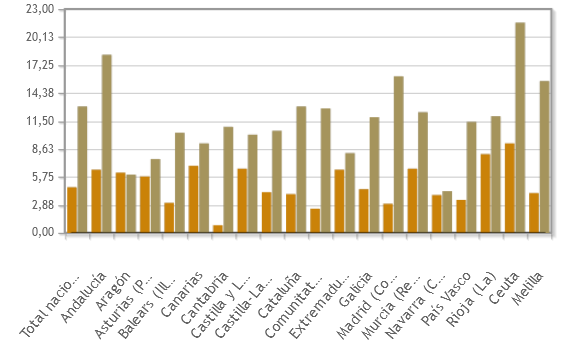 23,00
20,13
17,25
14,38
11,50
8,63
5,75
2,88
0,00
Total nacio...
Andalucía
Aragón
Asturias (P...
Balears (Ill...
Canarias
Cantabria
Castilla y L...
Castilla-La...
Cataluña
Comunitat...
Extremadu...
Galicia
Madrid (Co...
Murcia (Re...
Navarra (C...
País Vasco
Rioja (La)
Ceuta
Melilla